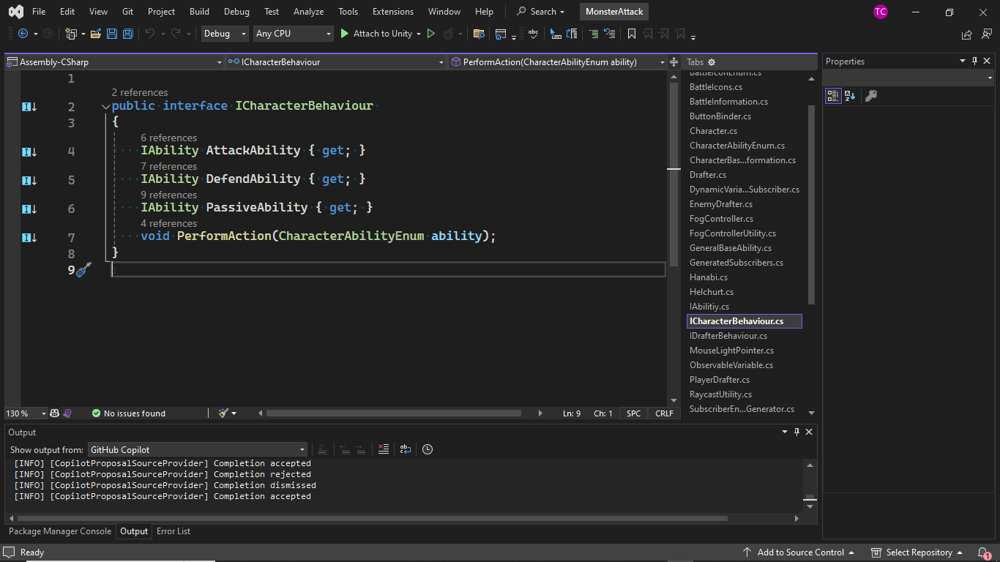 File Edit View Git Project Build Debug Test Analyze Tools Extensions Window Help Search MonsterAttack TC
Debug Any CPU Attach to Unity
Assembly-CSharp ICharacterBehaviour PerformAction(CharacterAbilityEnum ability)
1
2 references
2 public interface ICharacterBehaviour
3 {
6 references
4 IAbility AttackAbility { get; }
7 references
5 IAbility DefendAbility { get; }
9 references
6 IAbility PassiveAbility { get; }
4 references
7 void PerformAction(CharacterAbilityEnum ability);
8 }
9
Tabs
BattleIconEnum.cs
BattleIcons.cs
BattleInformation.cs
ButtonBinder.cs
Character.cs
CharacterAbilityEnum.cs
CharacterBas...formation.cs
Drafter.cs
DynamicVaria...Subscriber.cs
EnemyDrafter.cs
FogController.cs
FogControllerUtility.cs
GeneralBaseAbility.cs
GeneratedSubscribers.cs
Hanabi.cs
Helchurt.cs
IAbilitiy.cs
ICharacterBehaviour.cs
IDrafterBehaviour.cs
MouseLightPointer.cs
ObservableVariable.cs
PlayerDrafter.cs
RaycastUtility.cs
SubscriberEn...Generator.cs
Properties
130 % No issues found Ln: 9 Ch: 1 SPC CRLF
Output
Show output from: GitHub Copilot
[INFO] [CopilotProposalSourceProvider] Completion accepted
[INFO] [CopilotProposalSourceProvider] Completion rejected
[INFO] [CopilotProposalSourceProvider] Completion dismissed
[INFO] [CopilotProposalSourceProvider] Completion accepted
Package Manager Console Output Error List
Ready Add to Source Control Select Repository 1